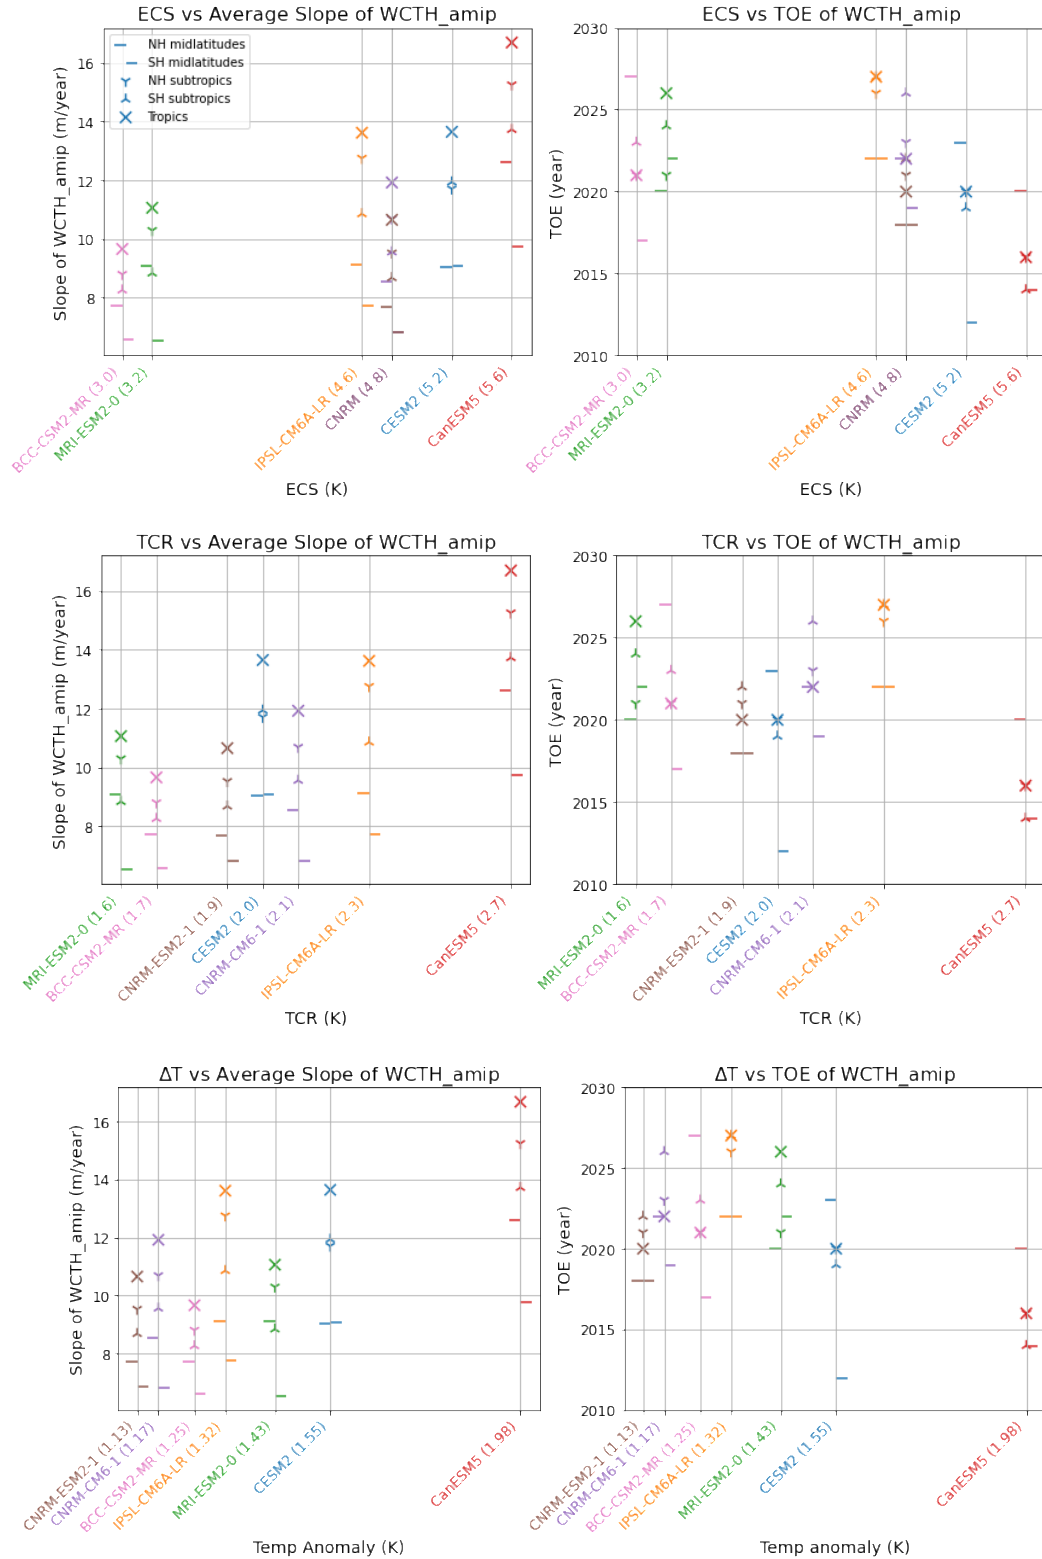 ECS vs Average Slope of WCTH_amip
Slope of WCTH_amip (m/year)
16
14
12
10
8
NH midlatitudes
SH midlatitudes
NH subtropics
SH subtropics
Tropics
BCC-CSM2-MR (3.0)
MRI-ESM2-0 (3.2)
IPSL-CM6A-LR (4.6)
CNRM (4.8)
CESM2 (5.2)
CanESM5 (5.6)
ECS (K)
ECS vs TOE of WCTH_amip
TOE (year)
2030
2025
2020
2015
2010
BCC-CSM2-MR (3.0)
MRI-ESM2-0 (3.2)
IPSL-CM6A-LR (4.6)
CNRM (4.8)
CESM2 (5.2)
CanESM5 (5.6)
ECS (K)
TCR vs Average Slope of WCTH_amip
Slope of WCTH_amip (m/year)
16
14
12
10
8
MRI-ESM2-0 (1.6)
BCC-CSM2-MR (1.7)
CNRM-ESM2-1 (1.9)
CESM2 (2.0)
CNRM-CM6-1 (2.1)
IPSL-CM6A-LR (2.3)
CanESM5 (2.7)
TCR (K)
TCR vs TOE of WCTH_amip
TOE (year)
2030
2025
2020
2015
2010
MRI-ESM2-0 (1.6)
BCC-CSM2-MR (1.7)
CNRM-ESM2-1 (1.9)
CESM2 (2.0)
CNRM-CM6-1 (2.1)
IPSL-CM6A-LR (2.3)
CanESM5 (2.7)
TCR (K)
ΔT vs Average Slope of WCTH_amip
Slope of WCTH_amip (m/year)
16
14
12
10
8
CNRM-ESM2-1 (1.13)
CNRM-CM6-1 (1.17)
BCC-CSM2-MR (1.25)
IPSL-CM6A-LR (1.32)
MRI-ESM2-0 (1.43)
CESM2 (1.55)
CanESM5 (1.98)
Temp Anomaly (K)
ΔT vs TOE of WCTH_amip
TOE (year)
2030
2025
2020
2015
2010
CNRM-ESM2-1 (1.13)
CNRM-CM6-1 (1.17)
BCC-CSM2-MR (1.25)
IPSL-CM6A-LR (1.32)
MRI-ESM2-0 (1.43)
CESM2 (1.55)
CanESM5 (1.98)
Temp anomaly (K)